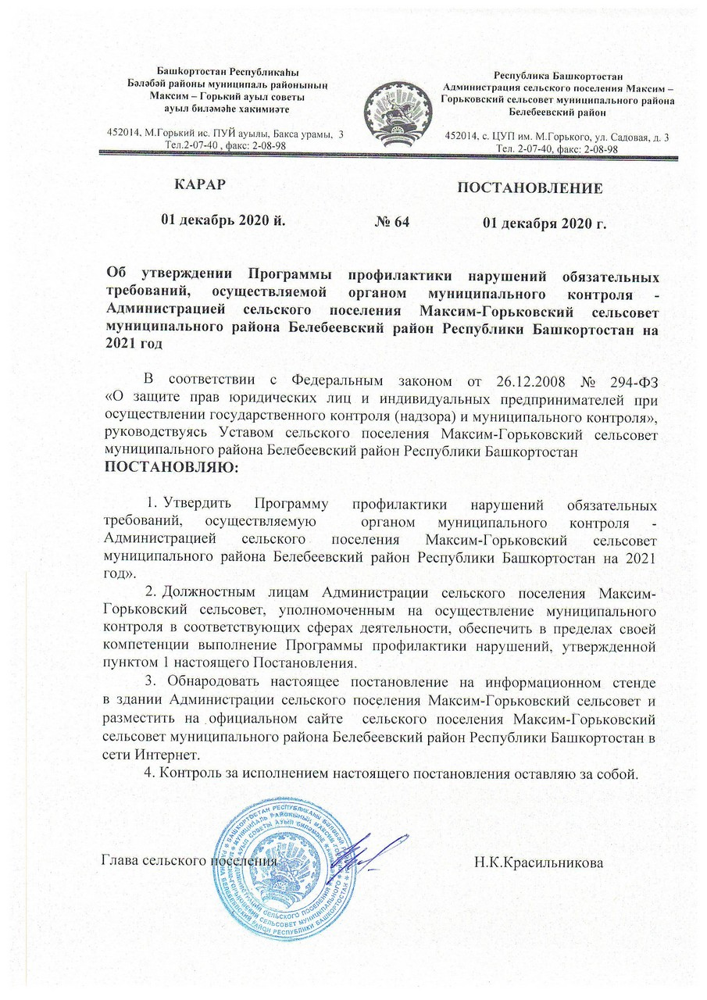 Башҡортостан Республикаһы
Бәләбәй районы муниципаль районының
Максим – Горький ауыл советы
ауыл биләмәһе хакимиәте
452014, М.Горький ис. ПУЙ ауылы, Бакса урамы, 3
Тел.2-07-40 , факс: 2-08-98
Республика Башкортостан
Администрация сельского поселения Максим –
Горьковский сельсовет муниципального района
Белебеевский район
452014, с. ЦУП им. М.Горького, ул. Садовая, д. 3
Тел. 2-07-40, факс: 2-08-98
КАРАР
ПОСТАНОВЛЕНИЕ
01 декабрь 2020 й.
№ 64
01 декабря 2020 г.
Об утверждении Программы профилактики нарушений обязательных
требований, осуществляемой органом муниципального контроля -
Администрацией сельского поселения Максим-Горьковский сельсовет
муниципального района Белебеевский район Республики Башкортостан на
2021 год
В соответствии с Федеральным законом от 26.12.2008 № 294-ФЗ
«О защите прав юридических лиц и индивидуальных предпринимателей при
осуществлении государственного контроля (надзора) и муниципального контроля»,
руководствуясь Уставом сельского поселения Максим-Горьковский сельсовет
муниципального района Белебеевский район Республики Башкортостан
ПОСТАНОВЛЯЮ:
1. Утвердить Программу профилактики нарушений обязательных
требований, осуществляемую органом муниципального контроля -
Администрацией сельского поселения Максим-Горьковский сельсовет
муниципального района Белебеевский район Республики Башкортостан на 2021
год».
2. Должностным лицам Администрации сельского поселения Максим-
Горьковский сельсовет, уполномоченным на осуществление муниципального
контроля в соответствующих сферах деятельности, обеспечить в пределах своей
компетенции выполнение Программы профилактики нарушений, утвержденной
пунктом 1 настоящего Постановления.
3. Обнародовать настоящее постановление на информационном стенде
в здании Администрации сельского поселения Максим-Горьковский сельсовет и
разместить на официальном сайте сельского поселения Максим-Горьковский
сельсовет муниципального района Белебеевский район Республики Башкортостан в
сети Интернет.
4. Контроль за исполнением настоящего постановления оставляю за собой.
Глава сельского поселения
Н.К.Красильникова